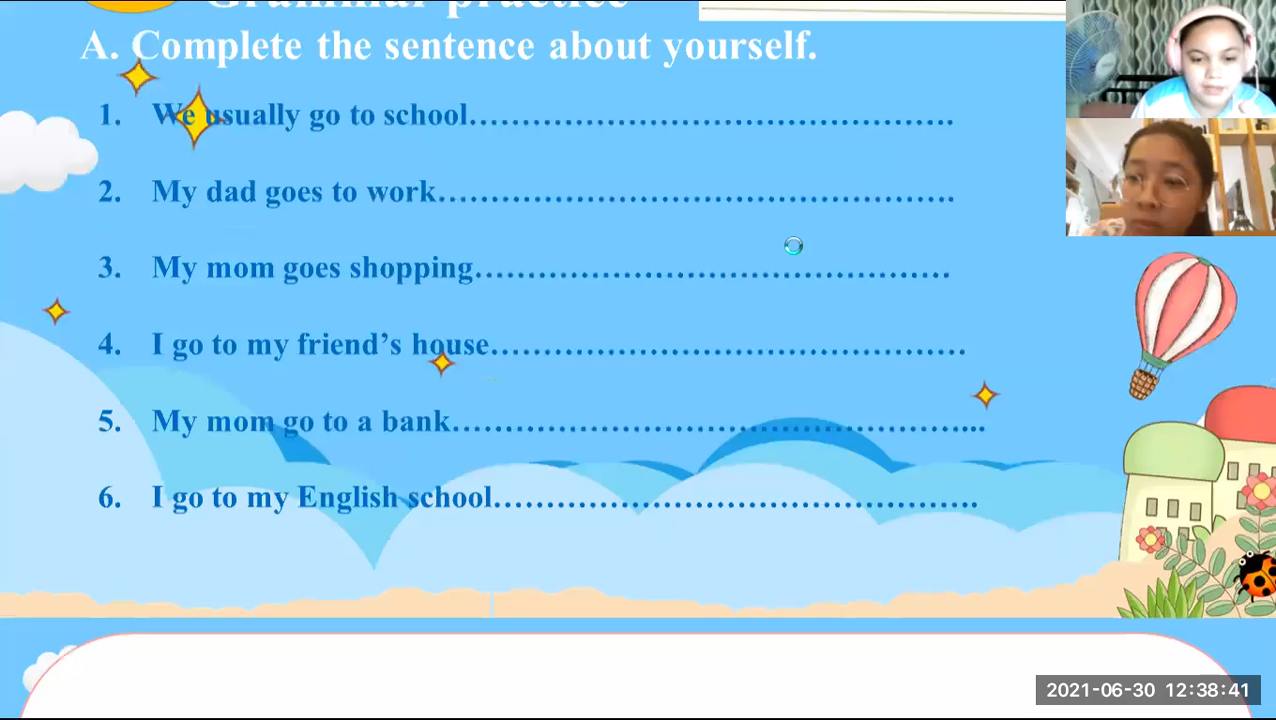 Grammar practice
A. Complete the sentence about yourself.
1. We usually go to school……………………………………………….
2. My dad goes to work…………………………………………………….
3. My mom goes shopping………………………………………………
4. I go to my friend’s house………………………………………………
5. My mom go to a bank…………………………………………………...
6. I go to my English school……………………………………………….
2021-06-30 12:38:41